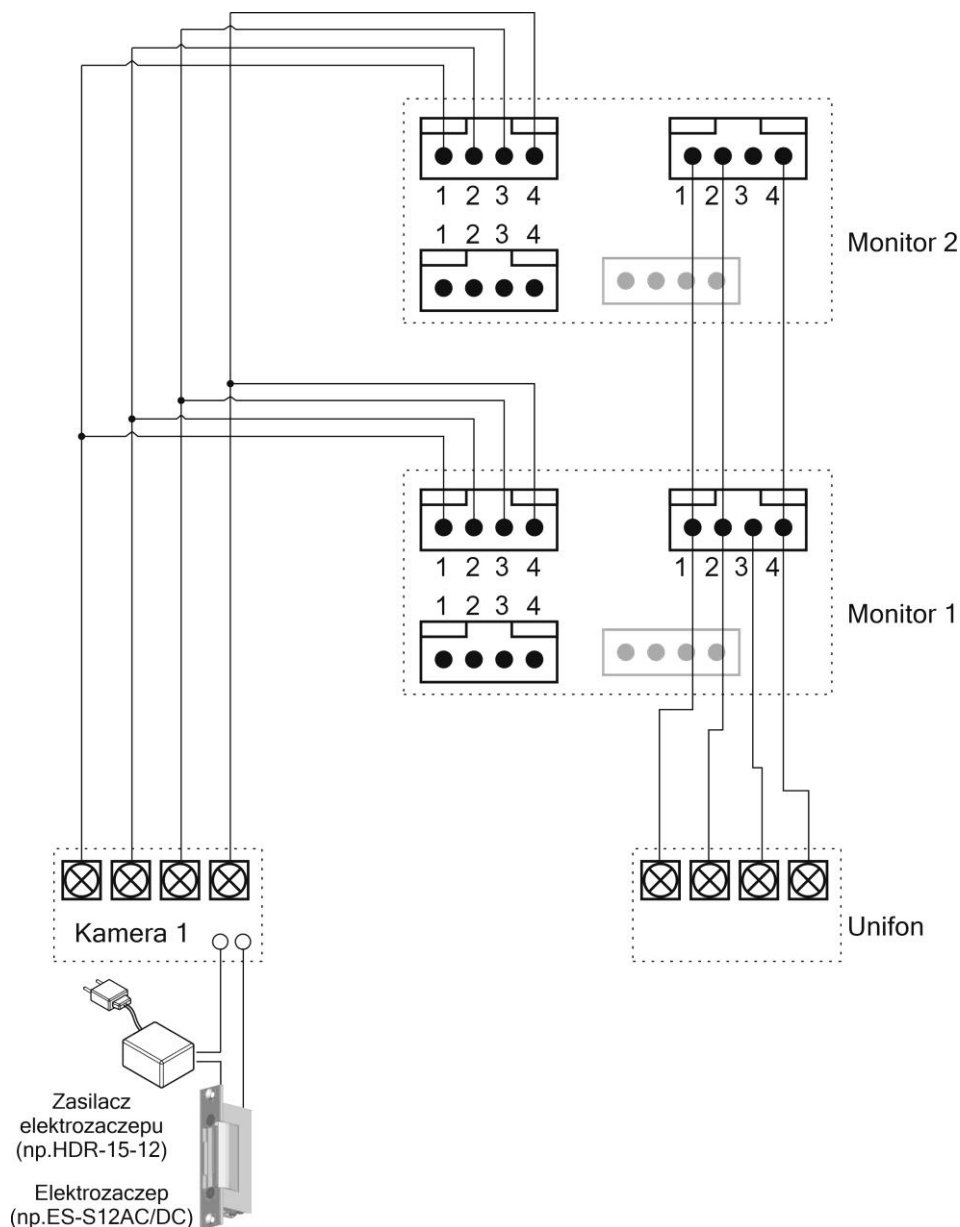 1 2 3 4
1 2 3 4
1 2 3 4
Monitor 2
1 2 3 4
1 2 3 4
1 2 3 4
Monitor 1
Kamera 1
Unifon
Zasilacz
elektrozaczepu
(np.HDR-15-12)
Elektrozaczep
(np.ES-S12AC/DC)